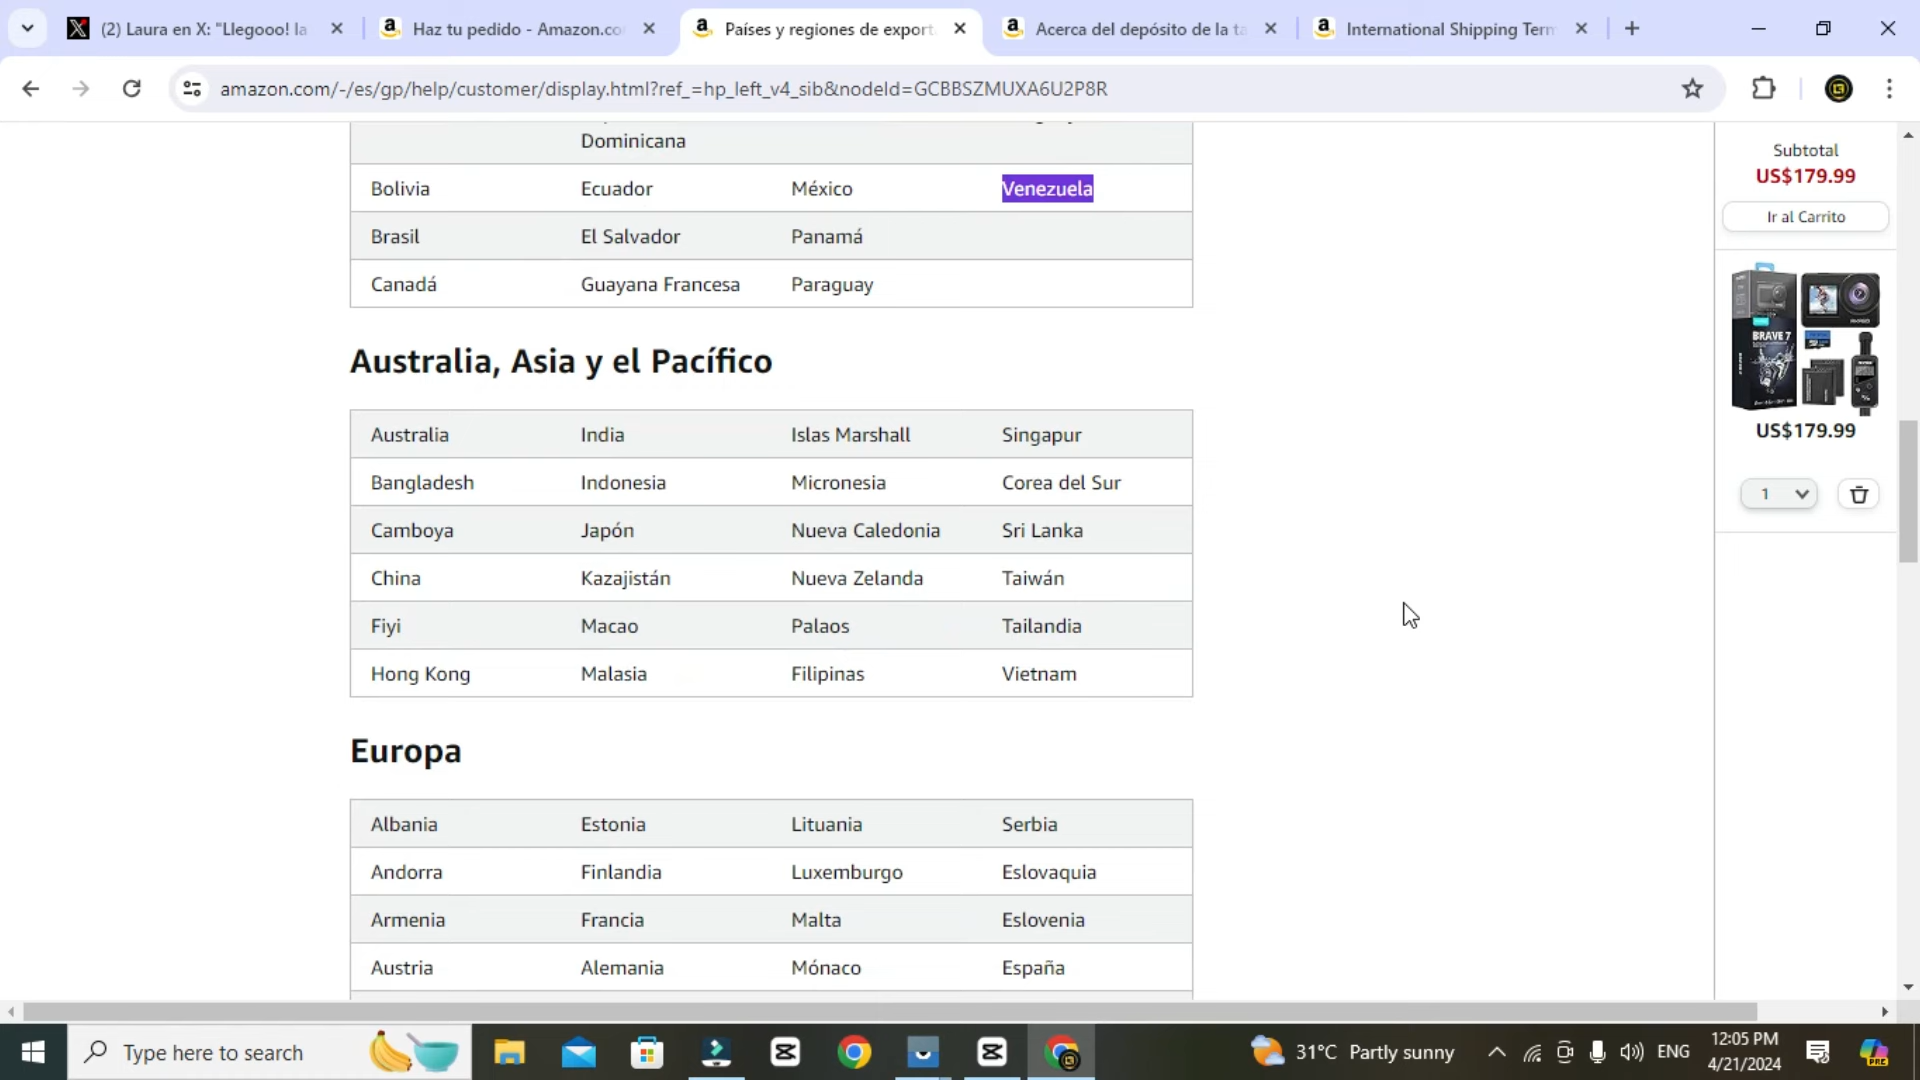 (2) Laura en X: "Llegooo! la
Haz tu pedido - Amazon.co
Países y regiones de export
Acerca del depósito de la ta
International Shipping Term
amazon.com/-/es/gp/help/customer/display.html?ref_=hp_left_v4_sib&nodeId=GCBBSZMUXA6U2P8R
Dominicana
Bolivia Ecuador México Venezuela
Brasil El Salvador Panamá
Canadá Guayana Francesa Paraguay
Australia, Asia y el Pacífico
Australia India Islas Marshall Singapur
Bangladesh Indonesia Micronesia Corea del Sur
Camboya Japón Nueva Caledonia Sri Lanka
China Kazajistán Nueva Zelanda Taiwán
Fiyi Macao Palaos Tailandia
Hong Kong Malasia Filipinas Vietnam
Europa
Albania Estonia Lituania Serbia
Andorra Finlandia Luxemburgo Eslovaquia
Armenia Francia Malta Eslovenia
Austria Alemania Mónaco España
Subtotal
US$179.99
Ir al Carrito
BRAVE 7
US$179.99
1
Type here to search
31°C Partly sunny
ENG
12:05 PM
4/21/2024
PRE